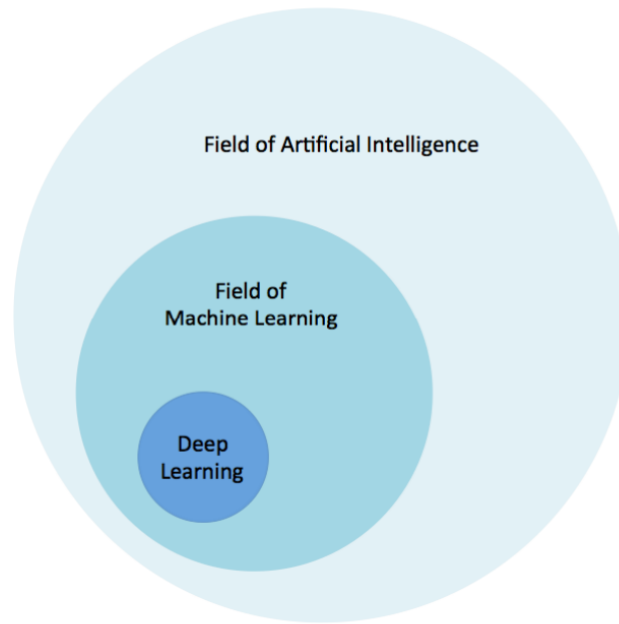 Field of Artificial Intelligence
Field of
Machine Learning
Deep
Learning